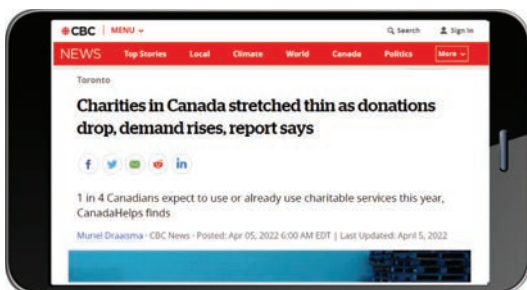 CBC MENU Search Sign In
NEWS Top Stories Local Climate World Canada Politics More
Toronto
Charities in Canada stretched thin as donations
drop, demand rises, report says
f in
1 in 4 Canadians expect to use or already use charitable services this year,
CanadaHelps finds
Muriel Draaisma · CBC News · Posted: Apr 05, 2022 6:00 AM EDT | Last Updated: April 5, 2022